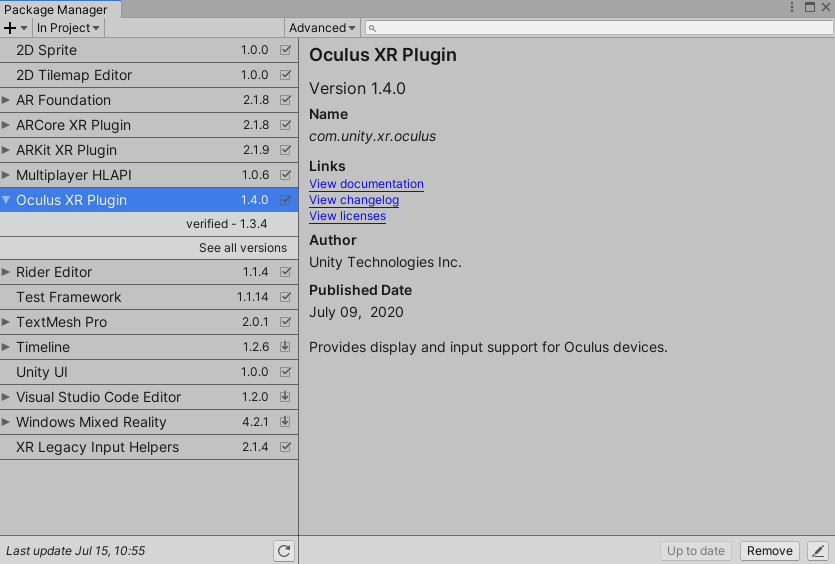 Package Manager
In Project
Advanced
2D Sprite 1.0.0
2D Tilemap Editor 1.0.0
AR Foundation 2.1.8
ARCore XR Plugin 2.1.8
ARKit XR Plugin 2.1.9
Multiplayer HLAPI 1.0.6
Oculus XR Plugin 1.4.0
verified - 1.3.4
See all versions
Rider Editor 1.1.4
Test Framework 1.1.14
TextMesh Pro 2.0.1
Timeline 1.2.6
Unity UI 1.0.0
Visual Studio Code Editor 1.2.0
Windows Mixed Reality 4.2.1
XR Legacy Input Helpers 2.1.4
Last update Jul 15, 10:55
Oculus XR Plugin
Version 1.4.0
Name
com.unity.xr.oculus
Links
View documentation
View changelog
View licenses
Author
Unity Technologies Inc.
Published Date
July 09,  2020
Provides display and input support for Oculus devices.
Up to date
Remove